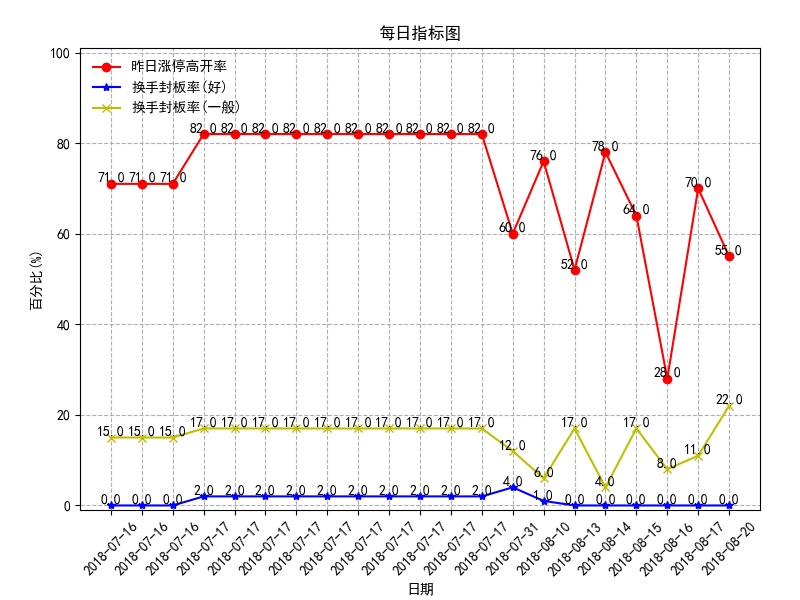 每日指标图
昨日涨停高开率
换手封板率(好)
换手封板率(一般)
百分比(%)
100
80
60
40
20
0
71.0 71.0 71.0 82.0 82.0 82.0 82.0 82.0 82.0 82.0 82.0 82.0 82.0 60.0 76.0 52.0 78.0 64.0 28.0 70.0 55.0
15.0 15.0 15.0 17.0 17.0 17.0 17.0 17.0 17.0 17.0 17.0 17.0 17.0 12.0 6.0 17.0 4.0 17.0 8.0 11.0 22.0
0.0 0.0 0.0 2.0 2.0 2.0 2.0 2.0 2.0 2.0 2.0 2.0 2.0 4.0 1.0 0.0 0.0 0.0 0.0 0.0 0.0
2018-07-16 2018-07-16 2018-07-16 2018-07-17 2018-07-17 2018-07-17 2018-07-17 2018-07-17 2018-07-17 2018-07-17 2018-07-17 2018-07-17 2018-07-17 2018-07-31 2018-08-10 2018-08-13 2018-08-14 2018-08-15 2018-08-16 2018-08-17 2018-08-20
日期